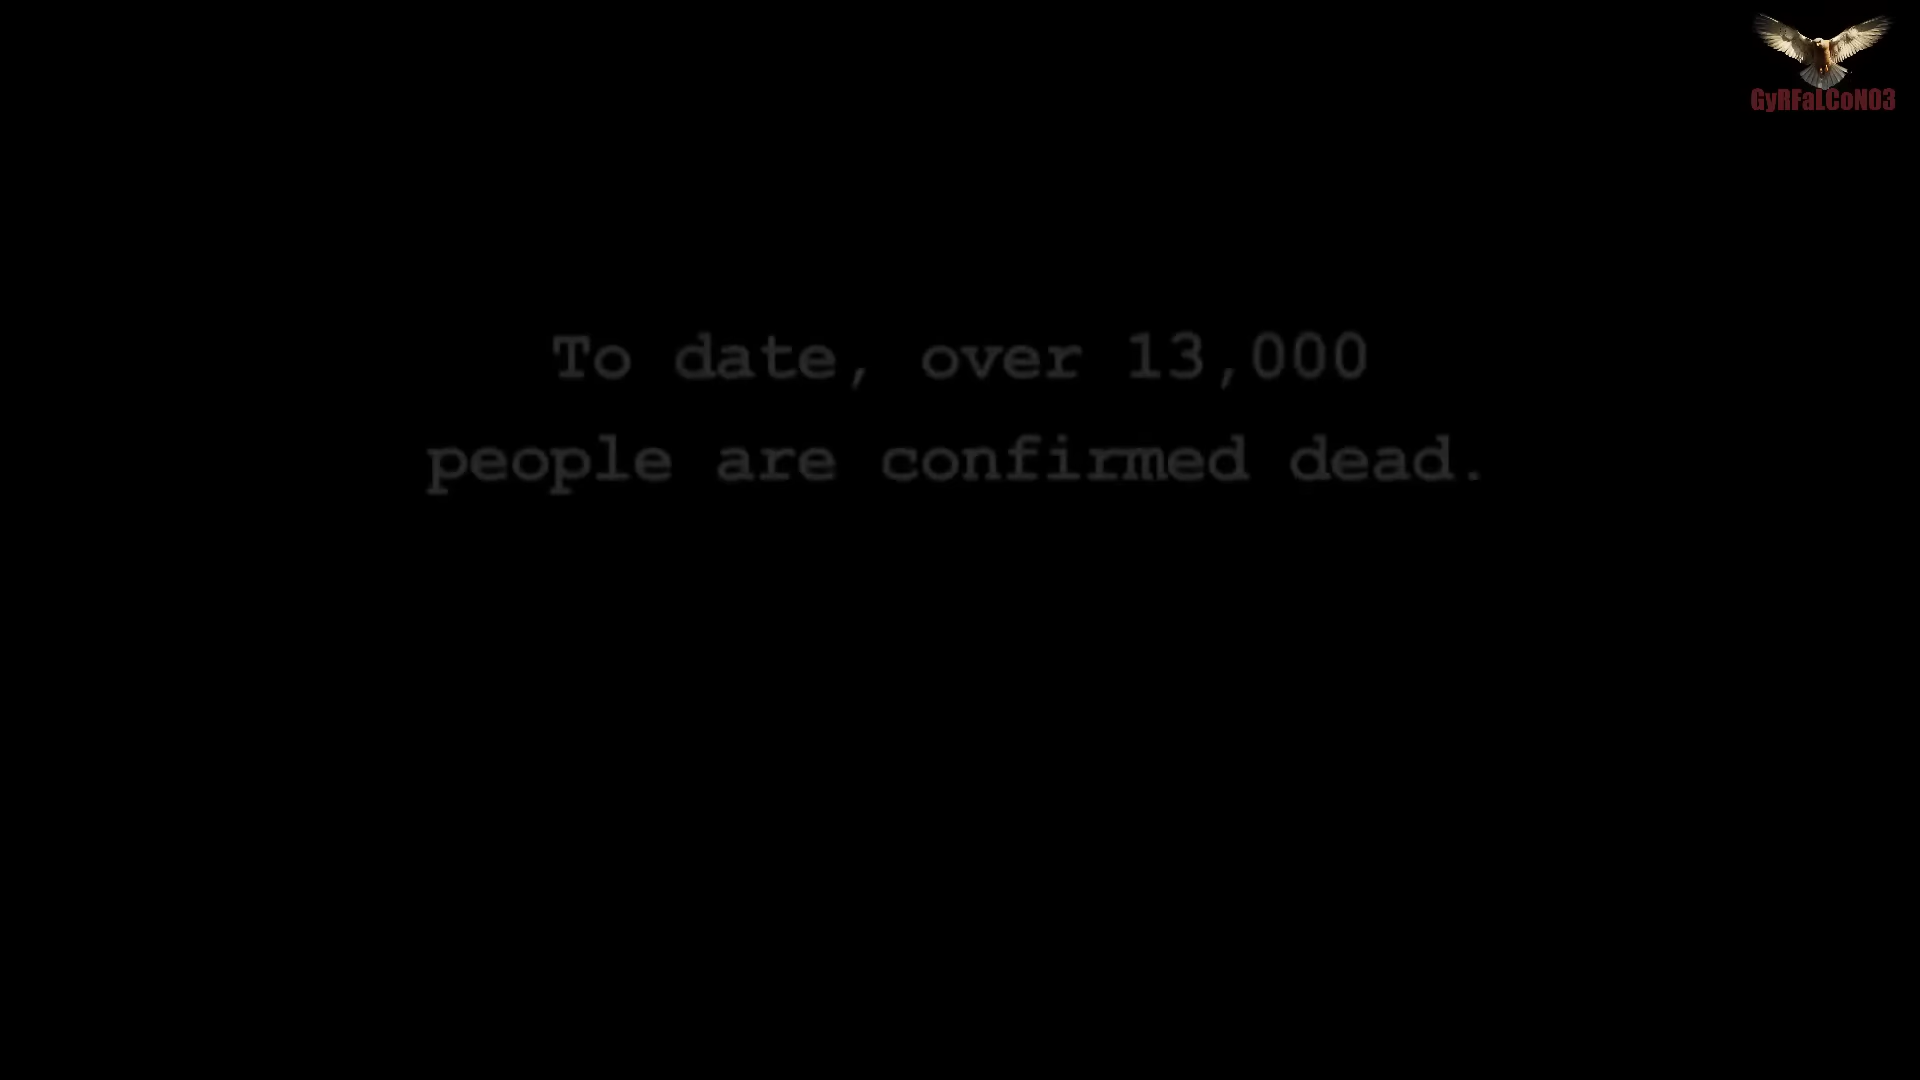 GyRFaLCoN03
To date, over 13,000
people are confirmed dead.